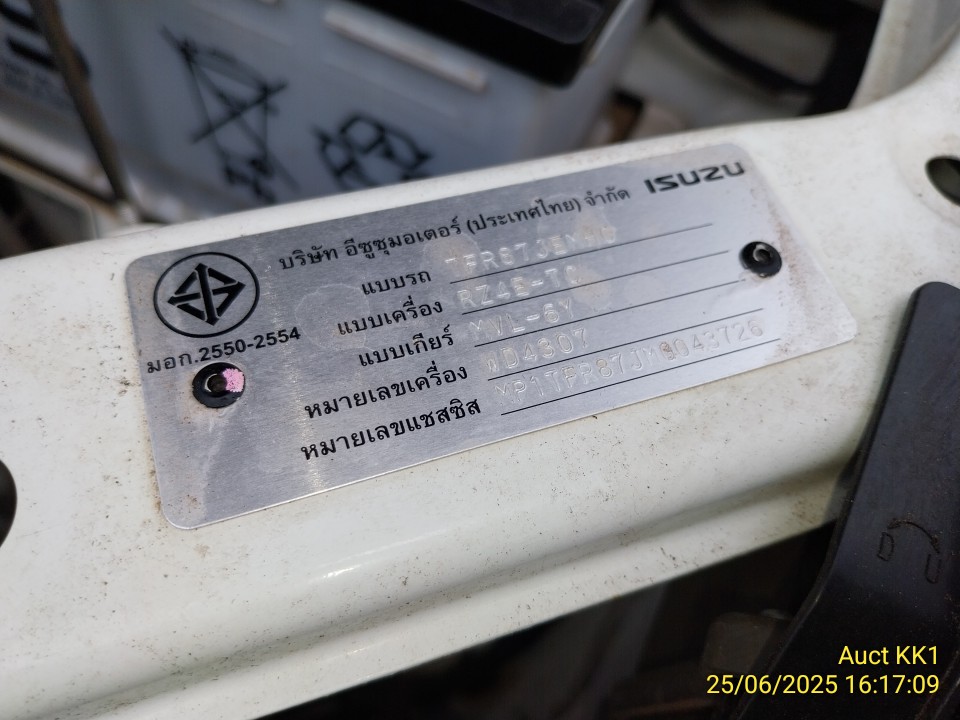 บริษัท อีซูซุมอเตอร์ (ประเทศไทย) จำกัด ISUZU
แบบรถ
แบบเครื่อง RZ4E-TC
แบบเกียร์ MVL-6Y
หมายเลขเครื่อง
หมายเลขแชสซิส
มอก.2550-2554
Auct KK1
25/06/2025 16:17:09